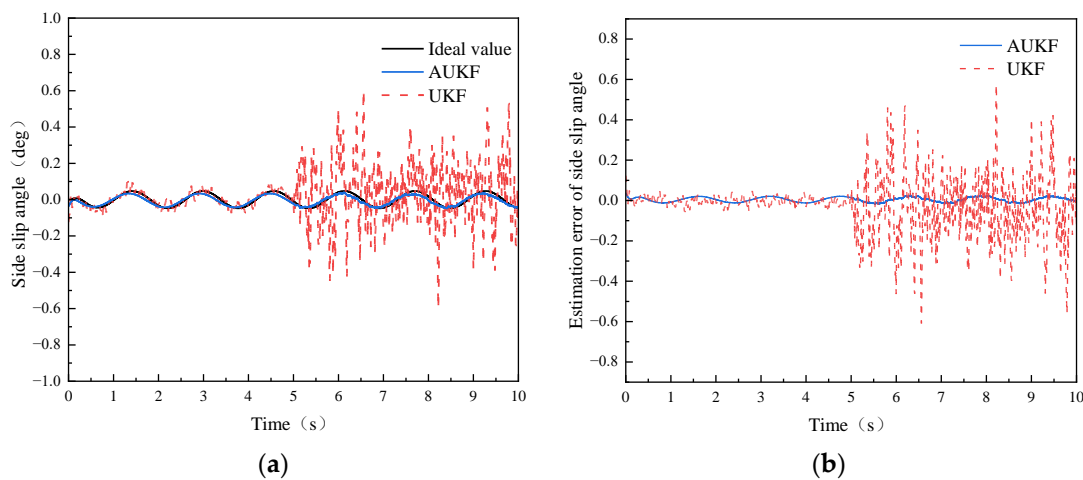 Side slip angle（deg）
1.0
0.8
0.6
0.4
0.2
0.0
−0.2
−0.4
−0.6
−0.8
−1.0
Ideal value
AUKF
UKF
0 1 2 3 4 5 6 7 8 9 10
Time（s）
(a)
Estimation error of side slip angle
0.8
0.6
0.4
0.2
0.0
−0.2
−0.4
−0.6
−0.8
AUKF
UKF
0 1 2 3 4 5 6 7 8 9 10
Time（s）
(b)